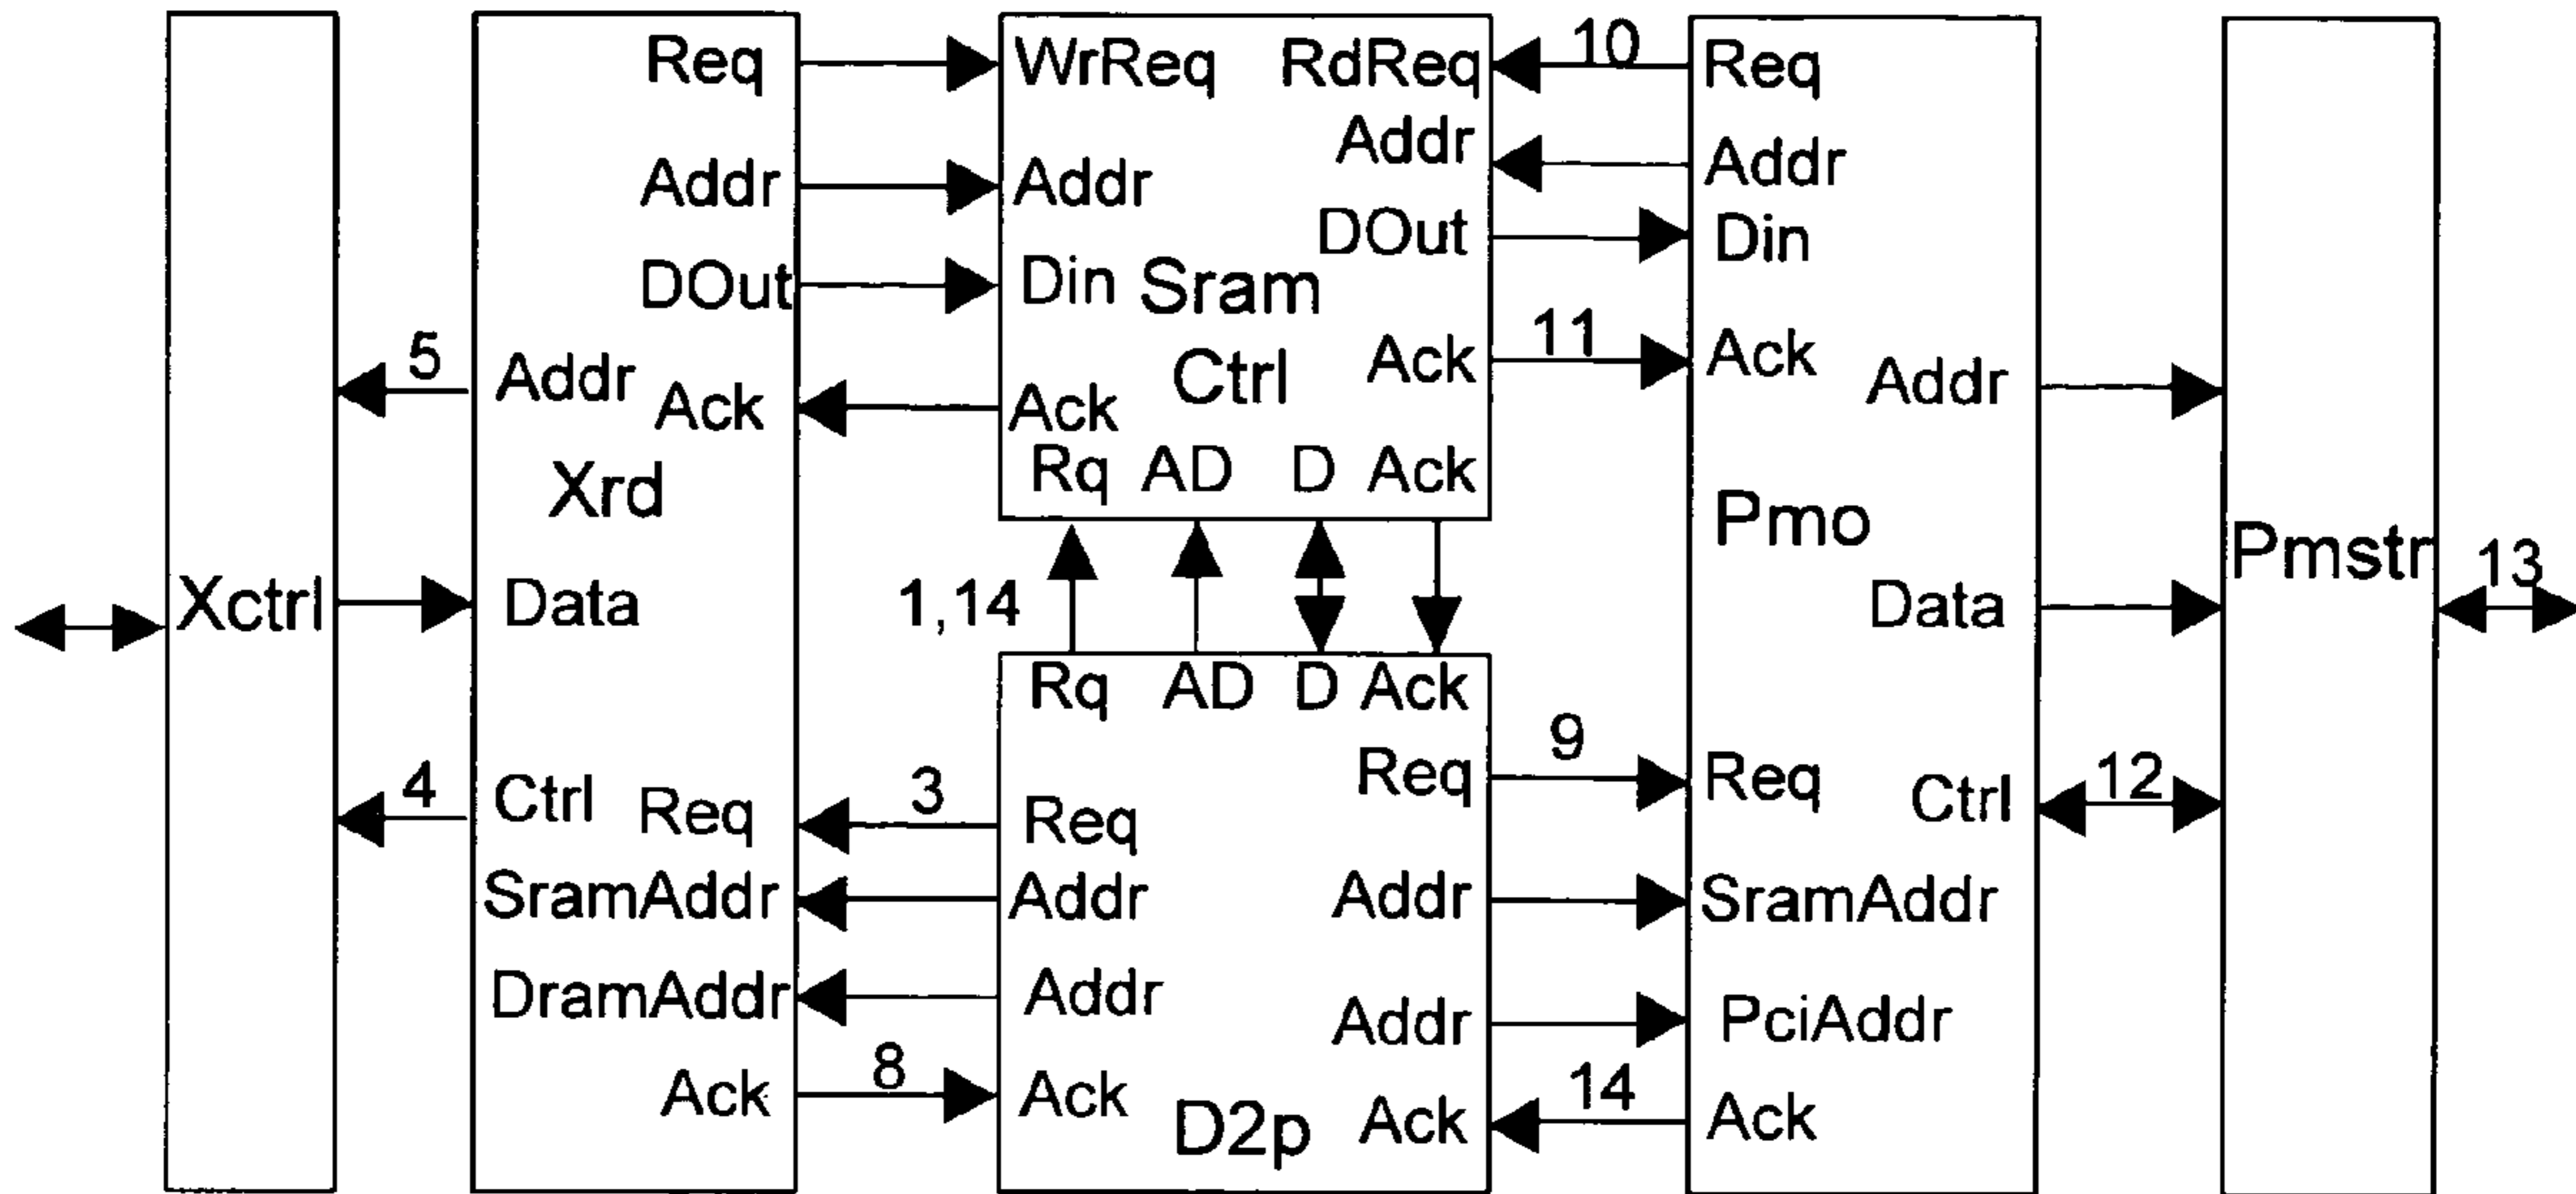 Req
WrReq
RdReq
10
Req
Addr
Addr
Addr
Addr
DOut
Din
DOut
Din
Sram
Ctrl
5
Addr
Ack
Ack
Ack
11
Ack
Addr
Xrd
Rq AD D Ack
Pmo
Pmstr
Xctrl
Data
1,14
Data
13
Rq AD D Ack
4
Ctrl
Req
3
Req
Req
9
Req
Ctrl
12
SramAddr
Addr
Addr
SramAddr
DramAddr
Addr
Addr
PciAddr
Ack
8
Ack
D2p
Ack
14
Ack